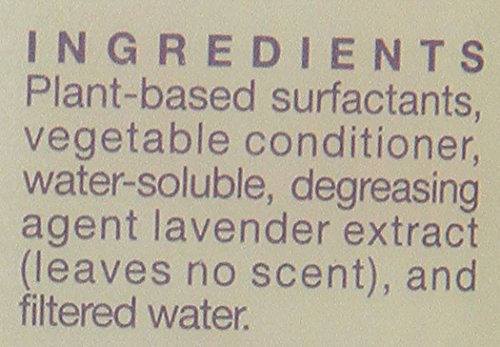 INGREDIENTS
Plant-based surfactants,
vegetable conditioner,
water-soluble, degreasing
agent lavender extract
(leaves no scent), and
filtered water.